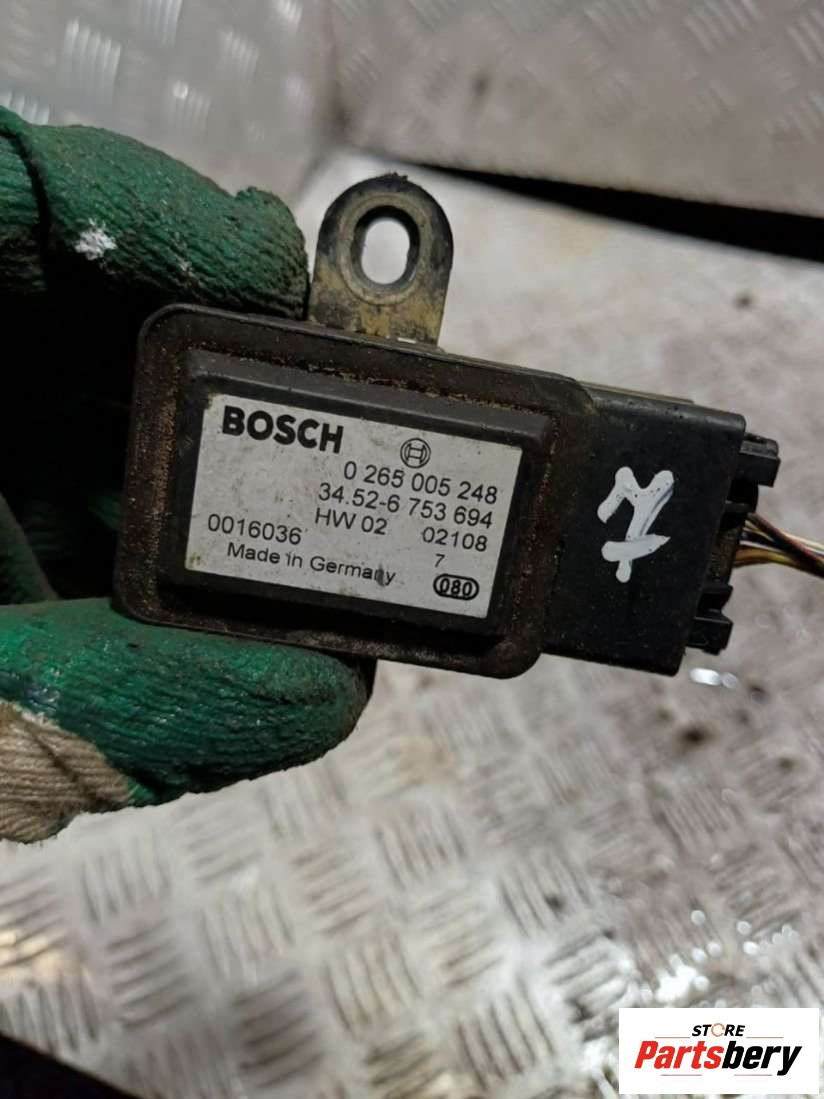 BOSCH
0 265 005 248
34.52-6 753 694
HW 02 02108
0016036 7
Made in Germany
080
STORE
Partsbery